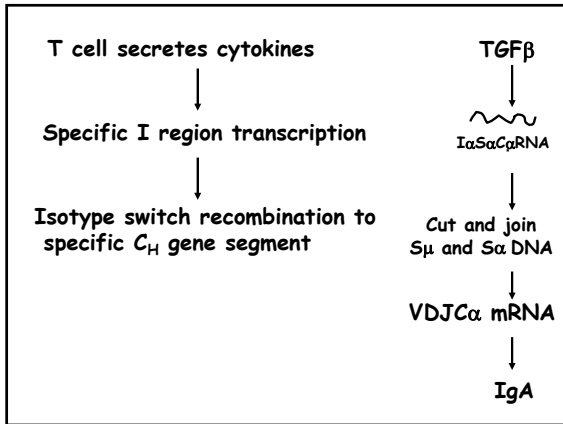 T cell secretes cytokines
Specific I region transcription
Isotype switch recombination to
specific CH gene segment
TGFβ
IαSαCαRNA
Cut and join
Sμ and Sα DNA
VDJCα mRNA
IgA